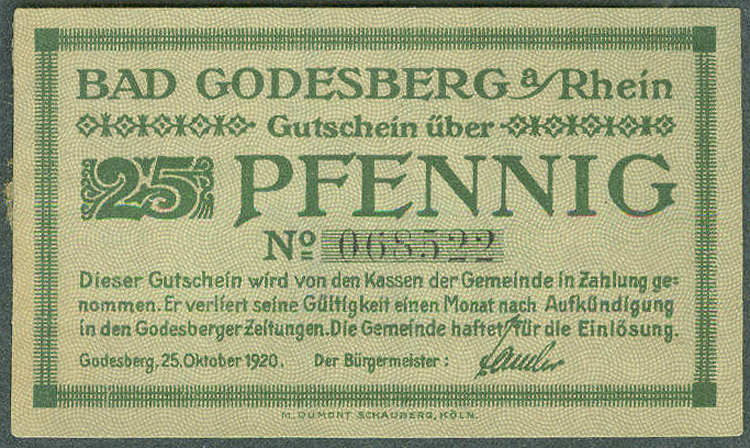 BAD GODESBERG a/Rhein
Gutschein über
25 PFENNIG
No 068522
Dieser Gutschein wird von den Kassen der Gemeinde in Zahlung ge-
nommen. Er verliert seine Gültigkeit einen Monat nach Aufkündigung
in den Godesberger Zeitungen. Die Gemeinde haftet für die Einlösung.
Godesberg, 25. Oktober 1920. Der Bürgermeister:
M. DUMONT SCHAUBERG, KÖLN.